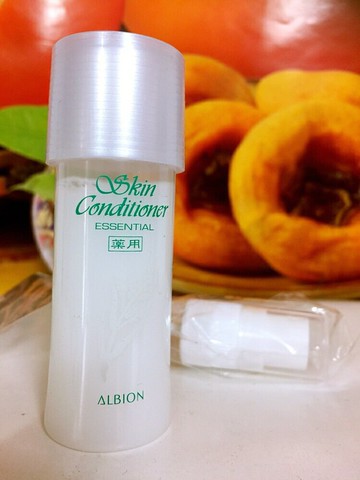 Skin
Conditioner
ESSENTIAL
薬用
ALBION